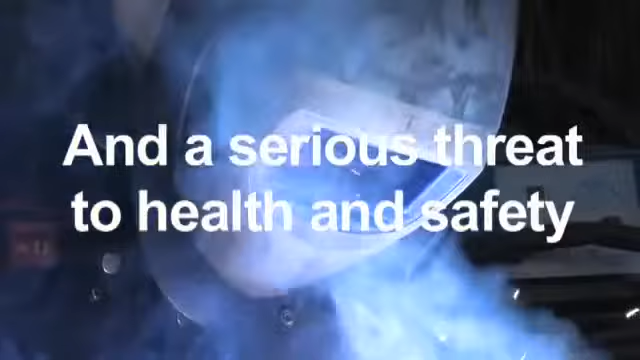 And a serious threat
to health and safety